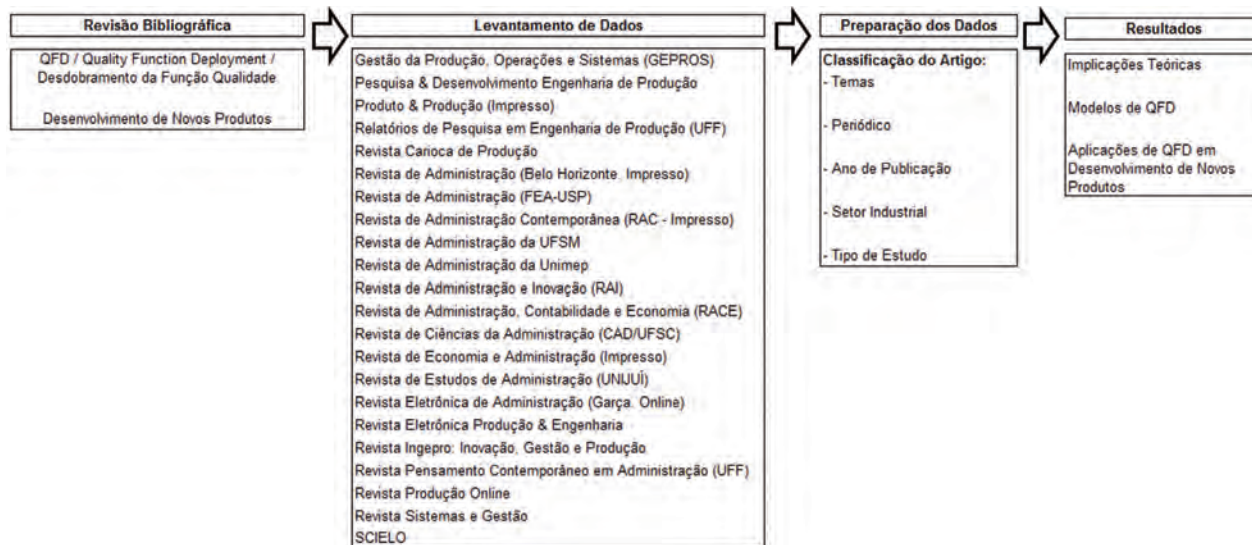 Revisão Bibliográfica
QFD / Quality Function Deployment /
Desdobramento da Função Qualidade
Desenvolvimento de Novos Produtos
Levantamento de Dados
Gestão da Produção, Operações e Sistemas (GEPROS)
Pesquisa & Desenvolvimento Engenharia de Produção
Produto & Produção (Impresso)
Relatórios de Pesquisa em Engenharia de Produção (UFF)
Revista Carioca de Produção
Revista de Administração (Belo Horizonte. Impresso)
Revista de Administração (FEA-USP)
Revista de Administração Contemporânea (RAC - Impresso)
Revista de Administração da UFSM
Revista de Administração da Unimep
Revista de Administração e Inovação (RAI)
Revista de Administração, Contabilidade e Economia (RACE)
Revista de Ciências da Administração (CAD/UFSC)
Revista de Economia e Administração (Impresso)
Revista de Estudos de Administração (UNIJUÍ)
Revista Eletrônica de Administração (Garça. Online)
Revista Eletrônica Produção & Engenharia
Revista Ingepro: Inovação, Gestão e Produção
Revista Pensamento Contemporâneo em Administração (UFF)
Revista Produção Online
Revista Sistemas e Gestão
SCIELO
Preparação dos Dados
Classificação do Artigo:
- Temas
- Periódico
- Ano de Publicação
- Setor Industrial
- Tipo de Estudo
Resultados
Implicações Teóricas
Modelos de QFD
Aplicações de QFD em
Desenvolvimento de Novos
Produtos